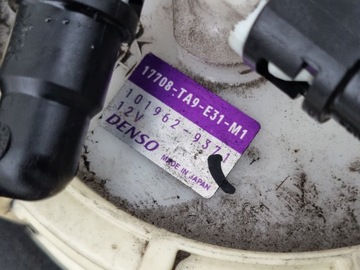 17708-TA9-E31-M1
101962 9371
12V
DENSO
MADE IN JAPAN